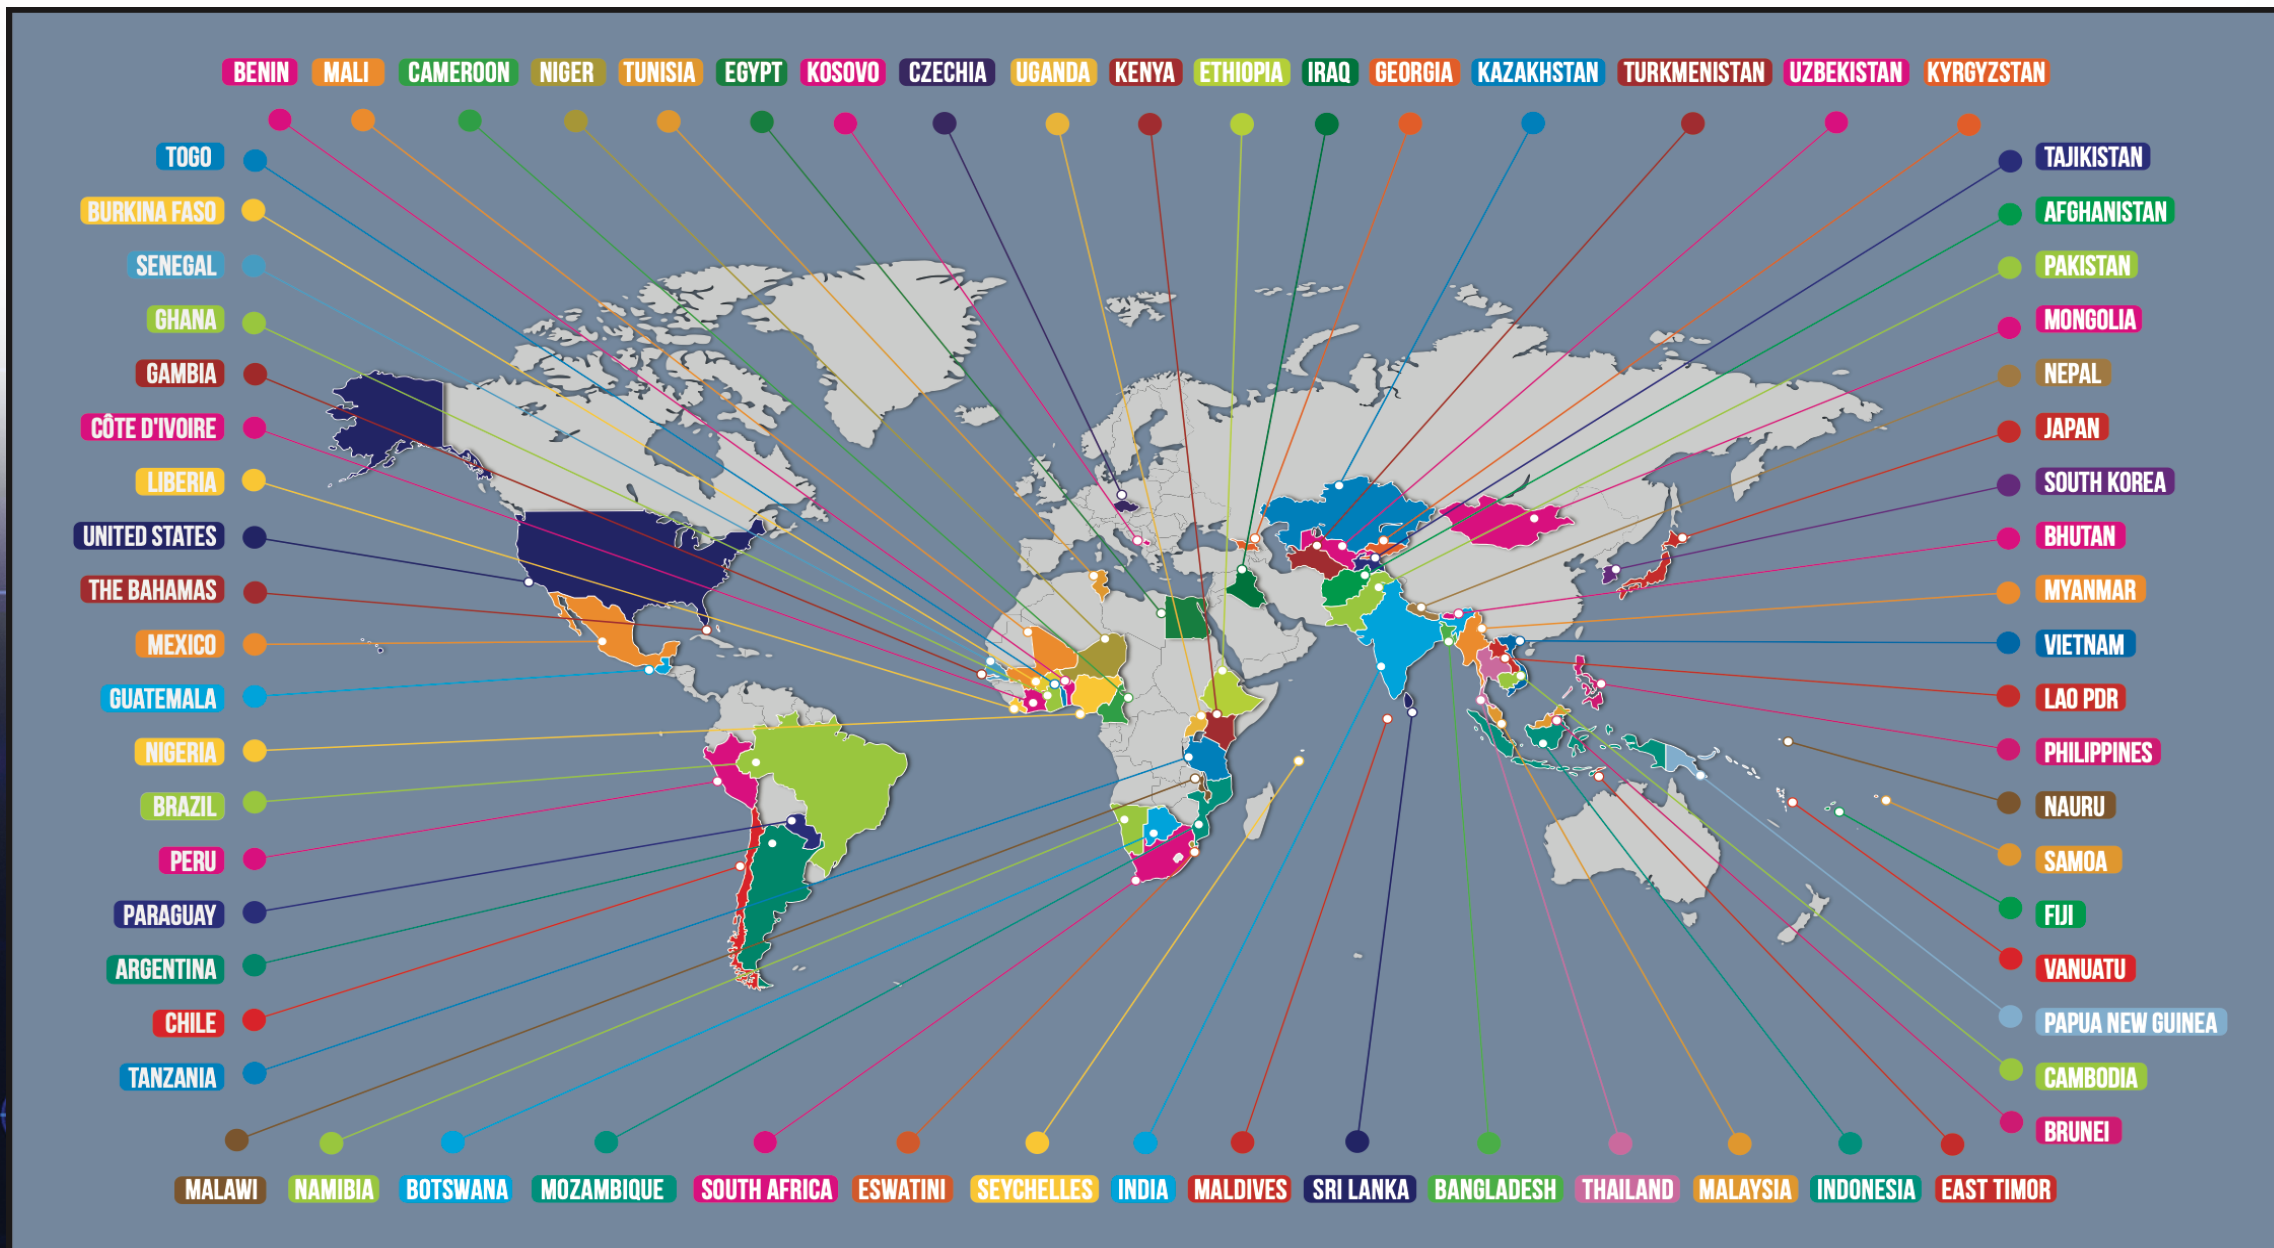 BENIN
MALI
CAMEROON
NIGER
TUNISIA
EGYPT
KOSOVO
CZECHIA
UGANDA
KENYA
ETHIOPIA
IRAQ
GEORGIA
KAZAKHSTAN
TURKMENISTAN
UZBEKISTAN
KYRGYZSTAN
TOGO
BURKINA FASO
SENEGAL
GHANA
GAMBIA
CÔTE D'IVOIRE
LIBERIA
UNITED STATES
THE BAHAMAS
MEXICO
GUATEMALA
NIGERIA
BRAZIL
PERU
PARAGUAY
ARGENTINA
CHILE
TANZANIA
TAJIKISTAN
AFGHANISTAN
PAKISTAN
MONGOLIA
NEPAL
JAPAN
SOUTH KOREA
BHUTAN
MYANMAR
VIETNAM
LAO PDR
PHILIPPINES
NAURU
SAMOA
FIJI
VANUATU
PAPUA NEW GUINEA
CAMBODIA
BRUNEI
MALAWI
NAMIBIA
BOTSWANA
MOZAMBIQUE
SOUTH AFRICA
ESWATINI
SEYCHELLES
INDIA
MALDIVES
SRI LANKA
BANGLADESH
THAILAND
MALAYSIA
INDONESIA
EAST TIMOR